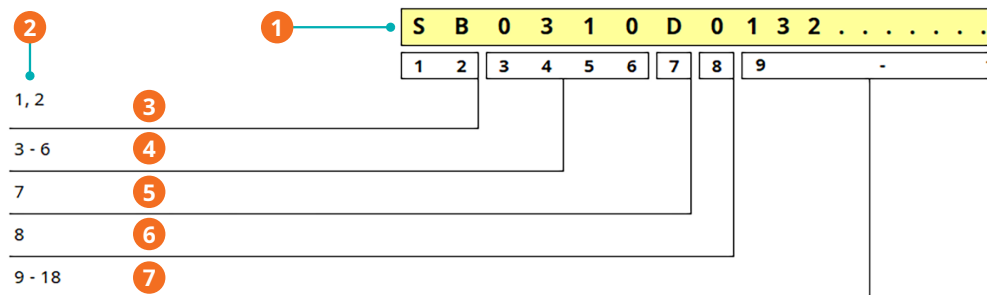 1 S B 0 3 1 0 D 0 1 3 2 . . . . . . .
2
1 2 3 4 5 6 7 8 9 -
1, 2 3
3 - 6 4
7 5
8 6
9 - 18 7